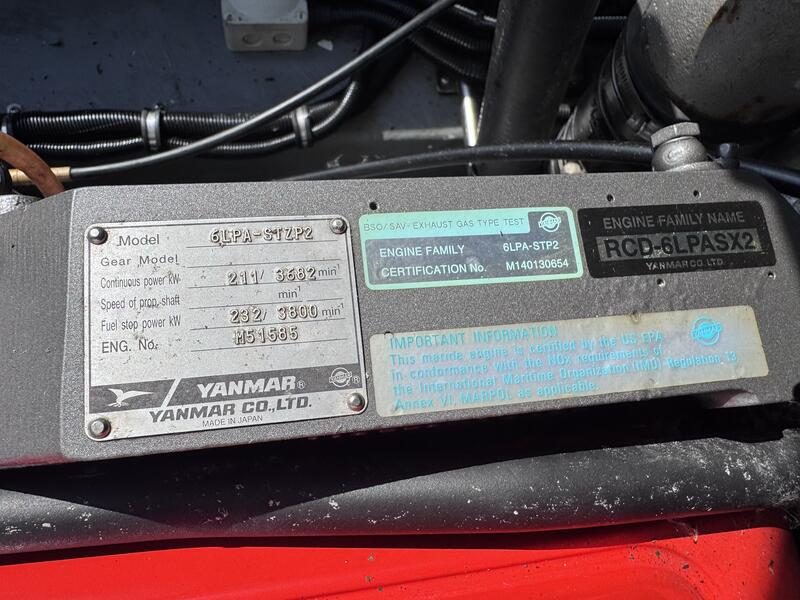 Model 6LPA-STZP2
Gear Model
Continuous power kW 211/ 3682 min-1
Speed of prop. shaft min-1
Fuel stop power kW 232/ 3800 min-1
ENG. No. M51585
YANMAR®
YANMAR CO.,LTD.
MADE IN JAPAN
BSO/SAV-EXHAUST GAS TYPE TEST
ENGINE FAMILY 6LPA-STP2
CERTIFICATION No. M140130654
ENGINE FAMILY NAME
RCD-6LPASX2
YANMAR CO.LTD
IMPORTANT INFORMATION
This marine engine is certified by the US EPA
in conformance with the NOx requirements of
the International Maritime Organization (IMO) Regulation 13,
Annex VI, MARPOL as applicable.